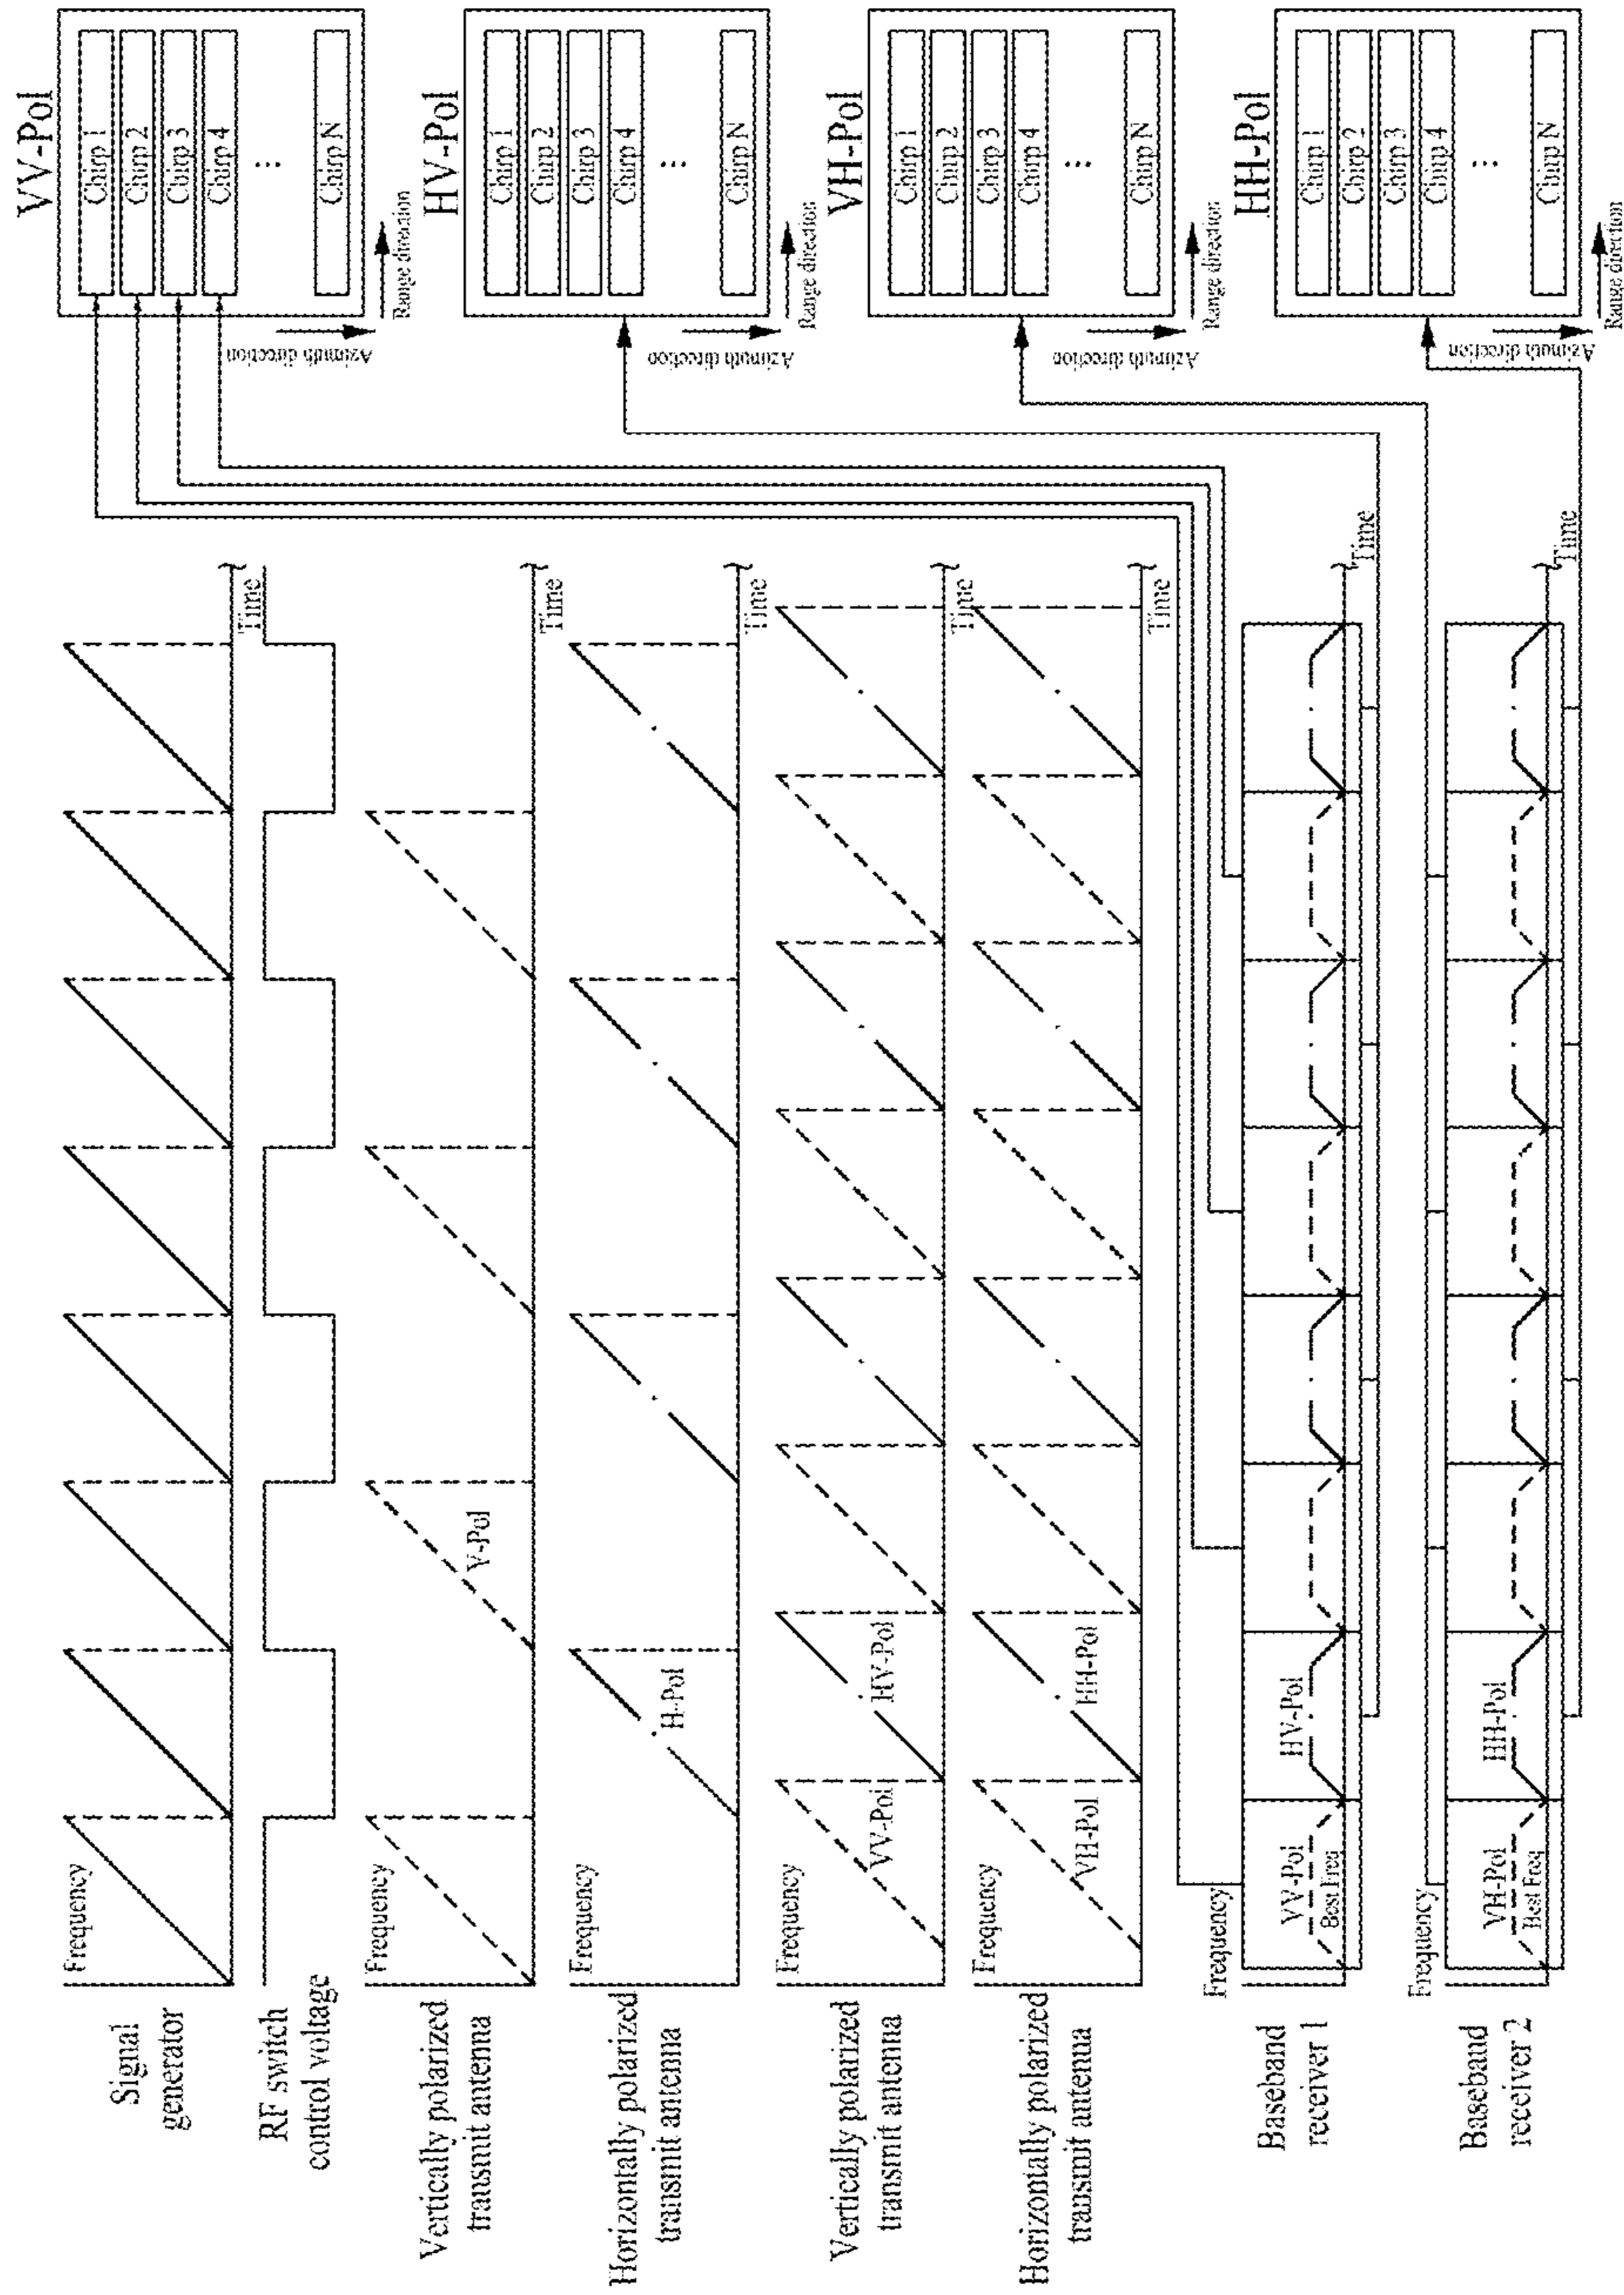 Signal
generator
Frequency
Time
RF switch
control voltage
Vertically polarized
transmit antenna
Frequency
V-Pol
Time
Horizontally polarized
transmit antenna
Frequency
H-Pol
Time
Vertically polarized
transmit antenna
Frequency
VV-Pol
HV-Pol
Time
Horizontally polarized
transmit antenna
Frequency
VH-Pol
HH-Pol
Time
Baseband
receiver 1
Frequency
VV-Pol
Best Freq
HV-Pol
Time
Baseband
receiver 2
Frequency
VH-Pol
Best Freq
HH-Pol
Time
VV-Pol
Chirp 1
Chirp 2
Chirp 3
Chirp 4
...
Chirp N
Azimuth direction
Range direction
HV-Pol
Chirp 1
Chirp 2
Chirp 3
Chirp 4
...
Chirp N
Azimuth direction
Range direction
VH-Pol
Chirp 1
Chirp 2
Chirp 3
Chirp 4
...
Chirp N
Azimuth direction
Range direction
HH-Pol
Chirp 1
Chirp 2
Chirp 3
Chirp 4
...
Chirp N
Azimuth direction
Range direction